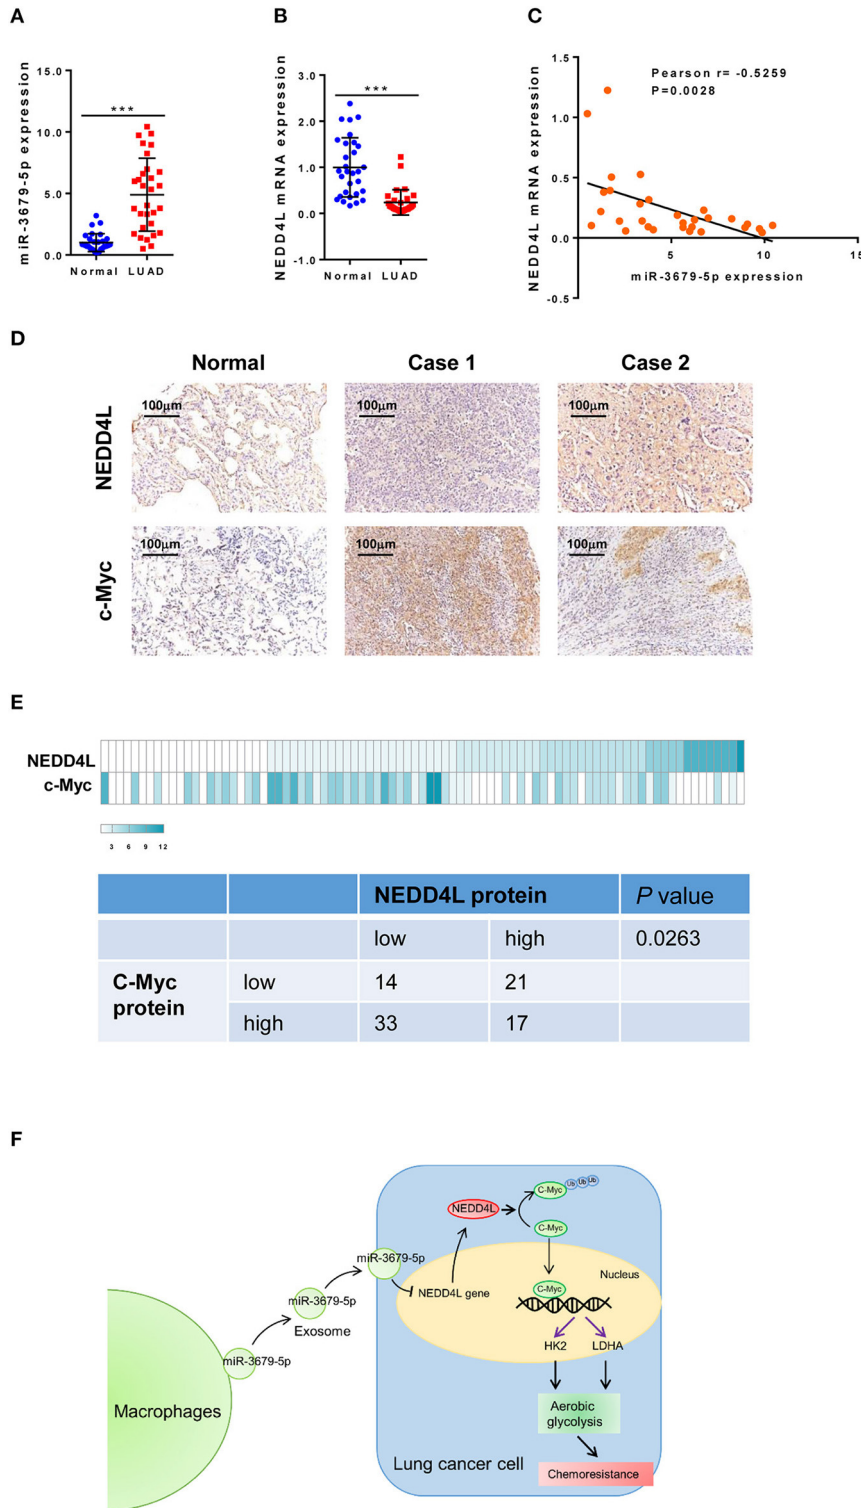 A
miR-3679-5p expression
15.0
10.0
5.0
0.0
***
Normal LUAD
B
NEDD4L mRNA expression
3.0
2.0
1.0
0.0
-1.0
***
Normal LUAD
C
NEDD4L mRNA expression
1.5
1.0
0.5
0.0
-0.5
Pearson r= -0.5259
P=0.0028
5 10 15
miR-3679-5p expression
D
Normal Case 1 Case 2
NEDD4L
100μm 100μm 100μm
c-Myc
100μm 100μm 100μm
E
NEDD4L
c-Myc
3 6 9 12
NEDD4L protein P value
low high 0.0263
C-Myc protein
low 14 21
high 33 17
F
C-Myc Ub Ub Ub
NEDD4L
C-Myc
miR-3679-5p
Nucleus
NEDD4L gene
C-Myc
miR-3679-5p
Exosome
HK2 LDHA
miR-3679-5p
Macrophages
Aerobic
glycolysis
Lung cancer cell
Chemoresistance